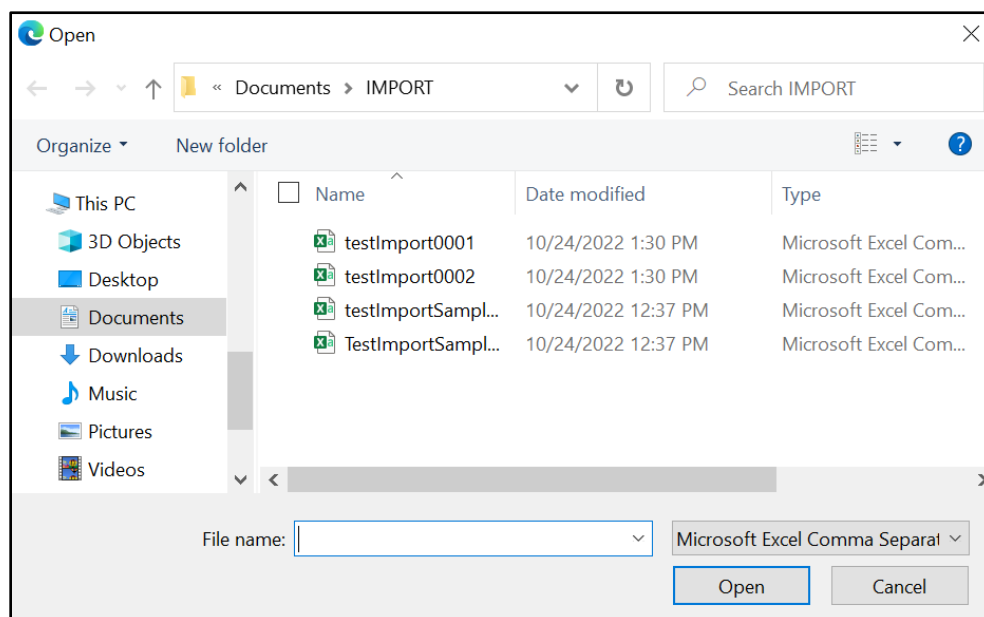 Open
« Documents > IMPORT
Search IMPORT
Organize
New folder
?
This PC
3D Objects
Desktop
Documents
Downloads
Music
Pictures
Videos
Name Date modified Type
testImport0001 10/24/2022 1:30 PM Microsoft Excel Com...
testImport0002 10/24/2022 1:30 PM Microsoft Excel Com...
testImportSampl... 10/24/2022 12:37 PM Microsoft Excel Com...
TestImportSampl... 10/24/2022 12:37 PM Microsoft Excel Com...
File name:
Microsoft Excel Comma Separat
Open
Cancel